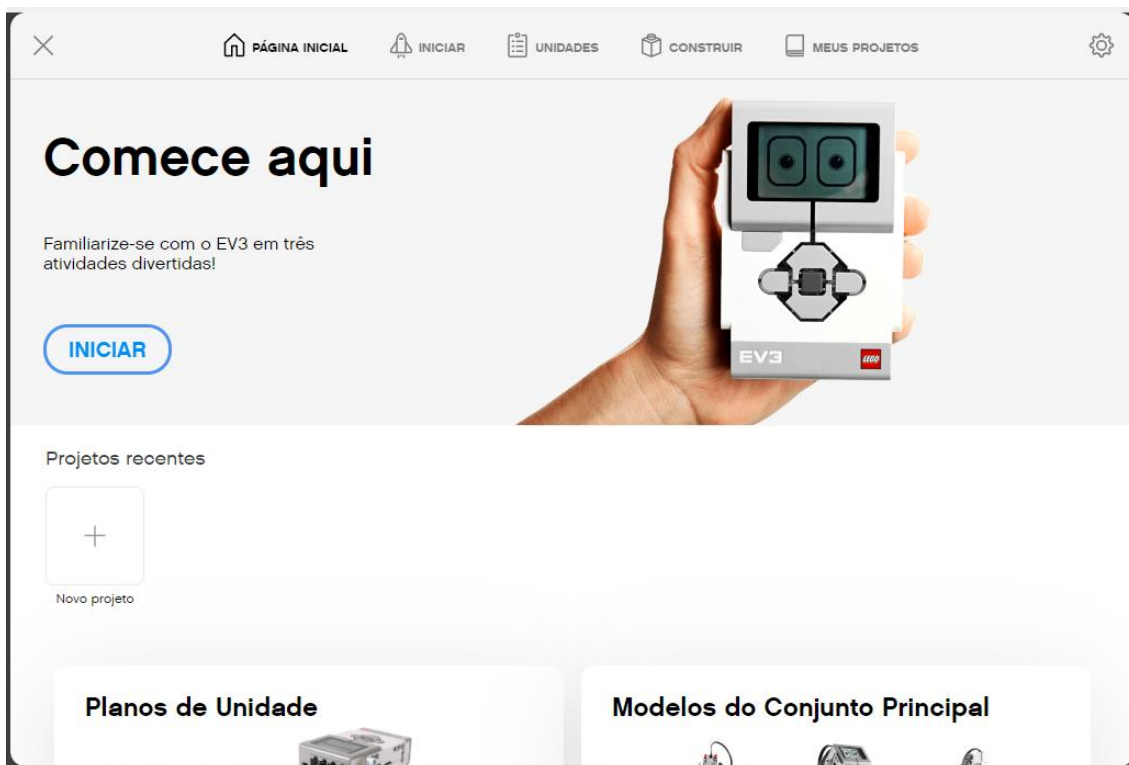 PÁGINA INICIAL
INICIAR
UNIDADES
CONSTRUIR
MEUS PROJETOS
Comece aqui
Familiarize-se com o EV3 em três
atividades divertidas!
INICIAR
EV3
LEGO
Projetos recentes
Novo projeto
Planos de Unidade
Modelos do Conjunto Principal